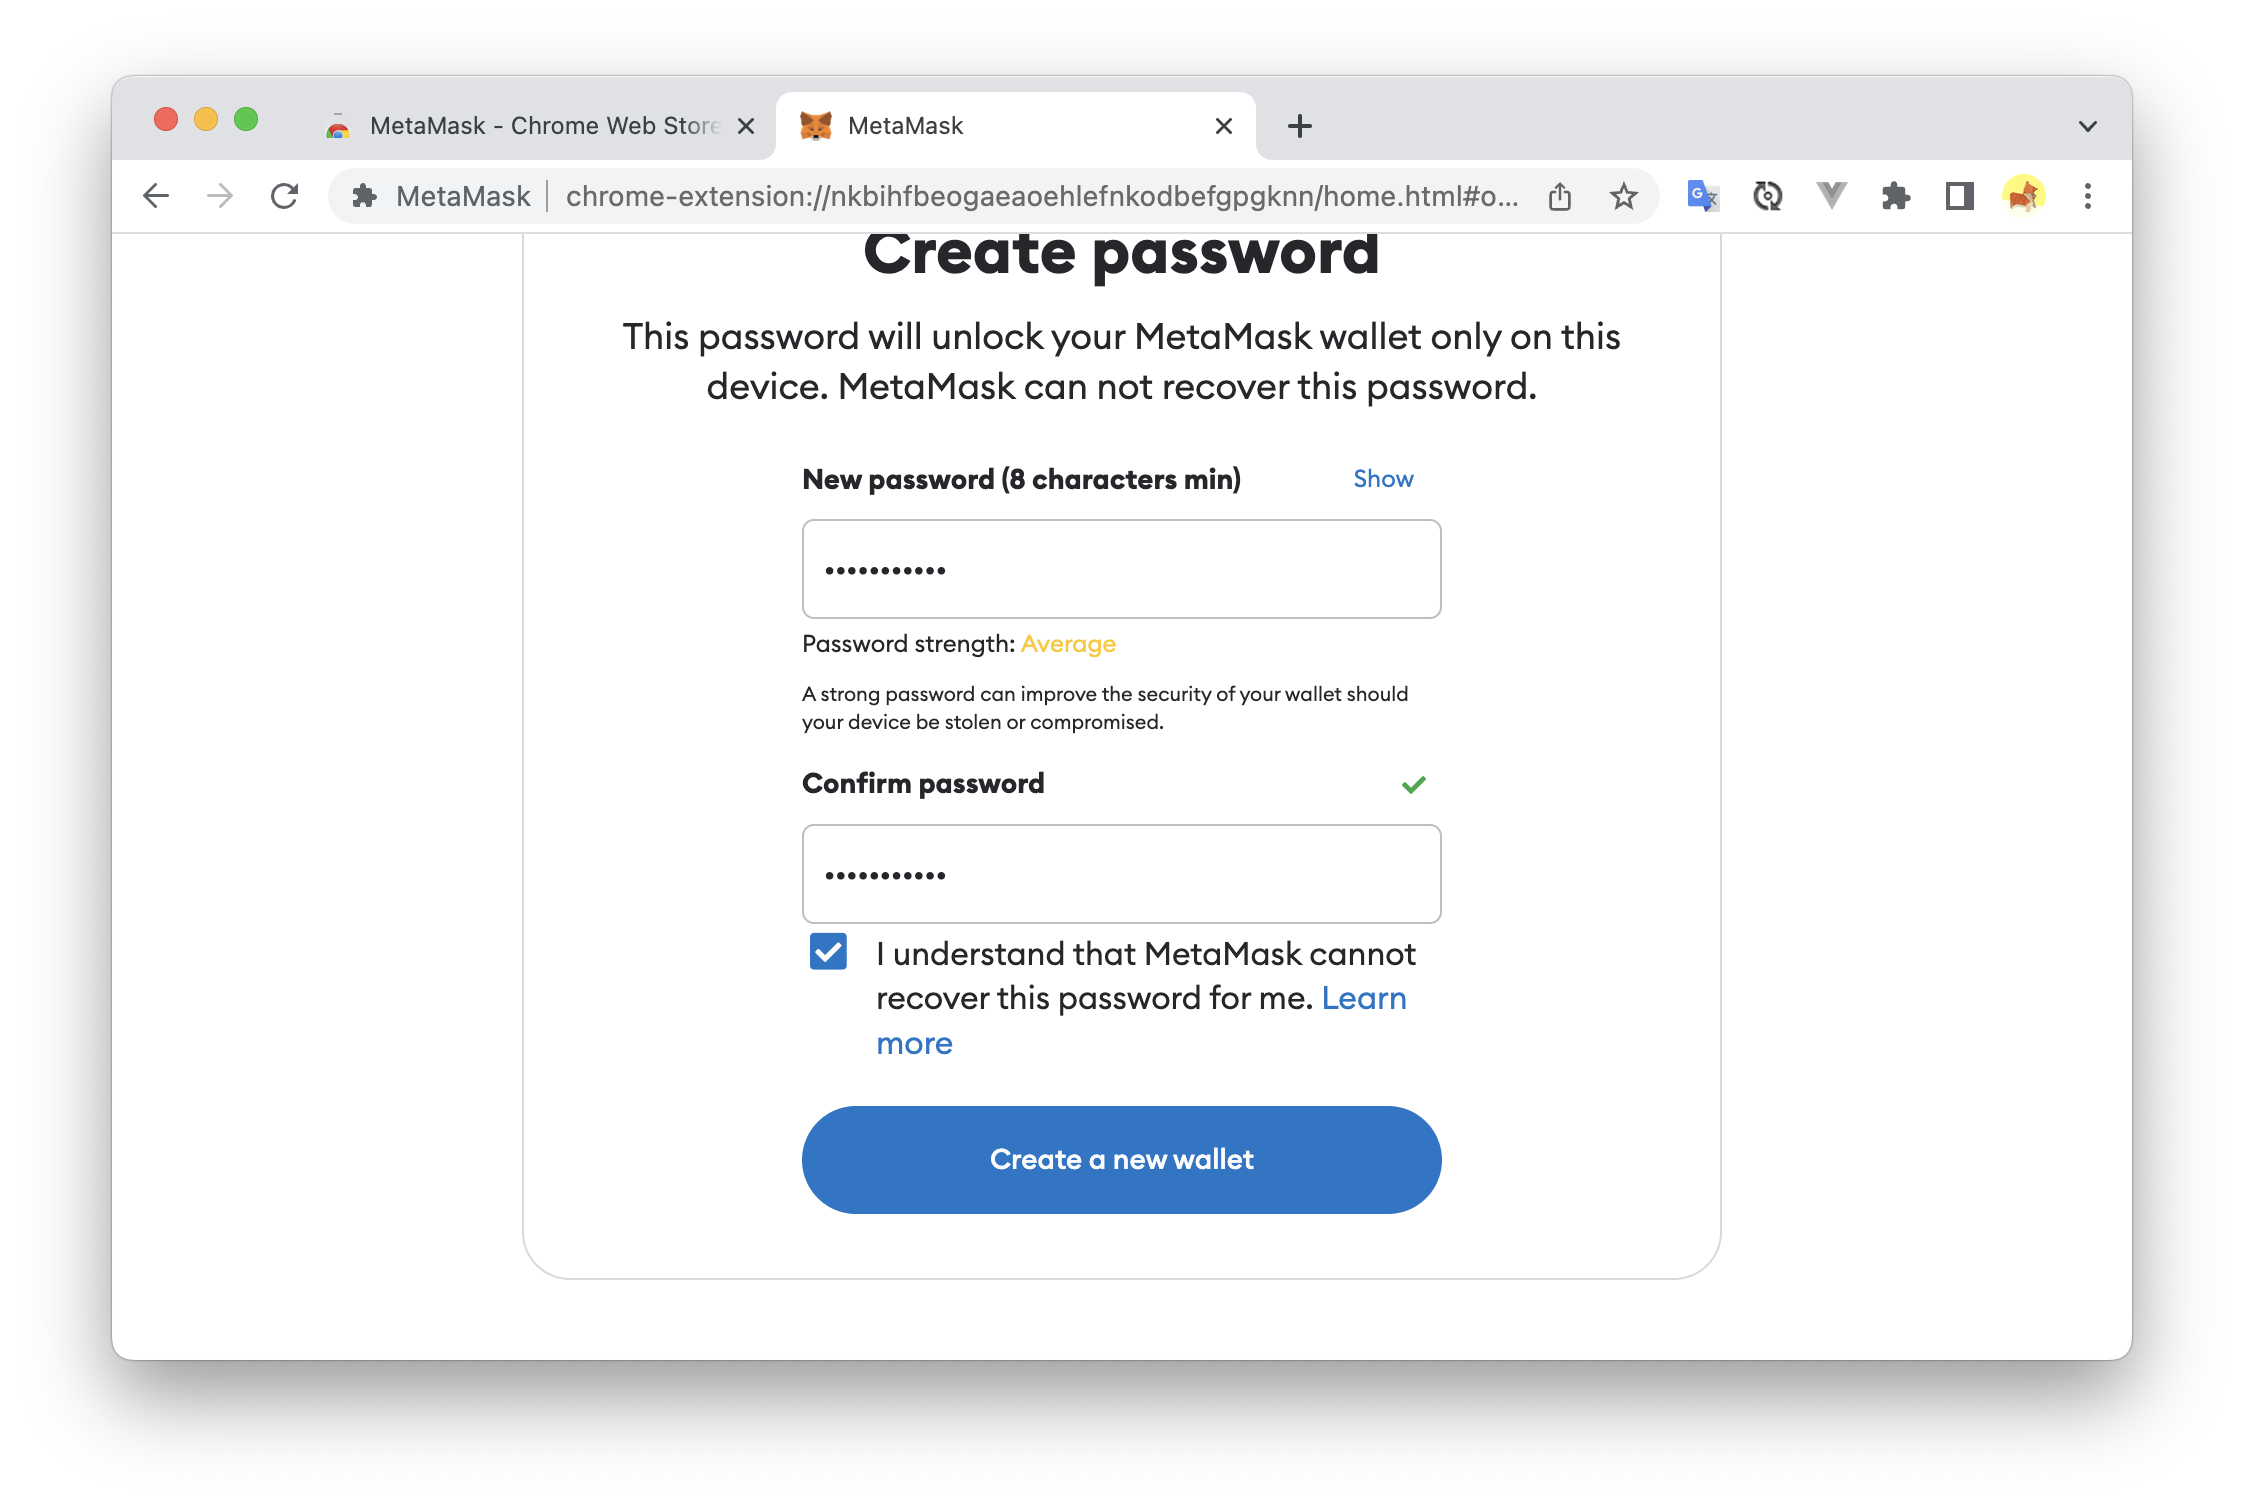 MetaMask - Chrome Web Store
MetaMask
MetaMask
chrome-extension://nkbihfbeogaeaoehlefnkodbefgpgknn/home.html#o...
Create password
This password will unlock your MetaMask wallet only on this
device. MetaMask can not recover this password.
New password (8 characters min)
Show
•••••••••••
Password strength: Average
A strong password can improve the security of your wallet should
your device be stolen or compromised.
Confirm password
•••••••••••
I understand that MetaMask cannot
recover this password for me. Learn
more
Create a new wallet